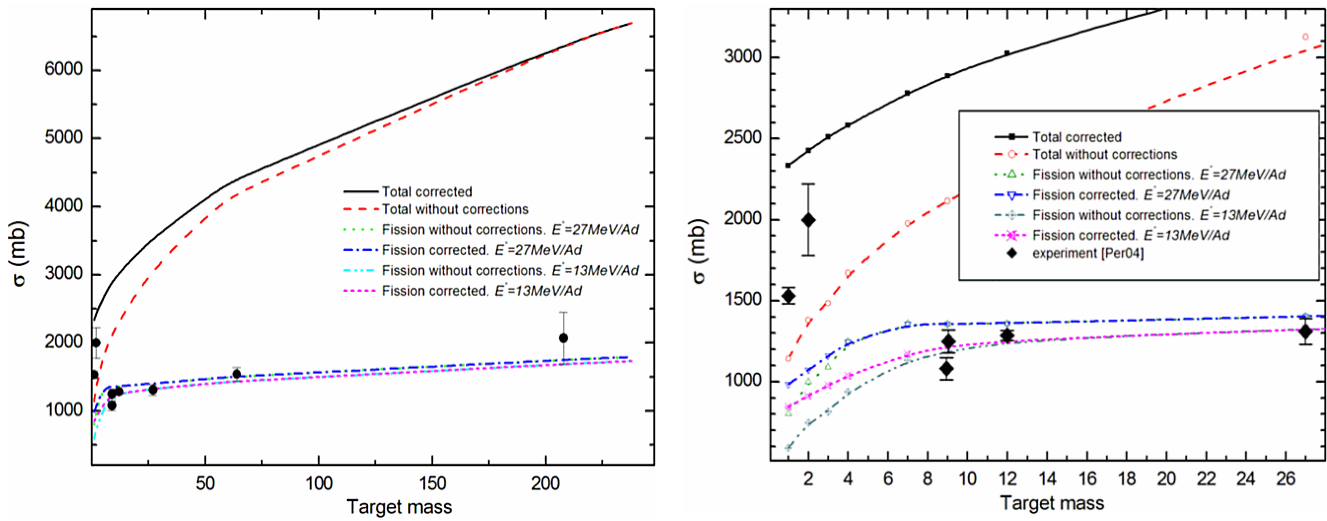 6000
5000
4000
3000
2000
1000
σ (mb)
50
100
150
200
Target mass
Total corrected
Total without corrections
Fission without corrections. E*=27MeV/Ad
Fission corrected. E*=27MeV/Ad
Fission without corrections. E*=13MeV/Ad
Fission corrected. E*=13MeV/Ad
3000
2500
2000
1500
1000
σ (mb)
2
4
6
8
10
12
14
16
18
20
22
24
26
Target mass
Total corrected
Total without corrections
Fission without corrections. E*=27MeV/Ad
Fission corrected. E*=27MeV/Ad
Fission without corrections. E*=13MeV/Ad
Fission corrected. E*=13MeV/Ad
experiment [Per04]